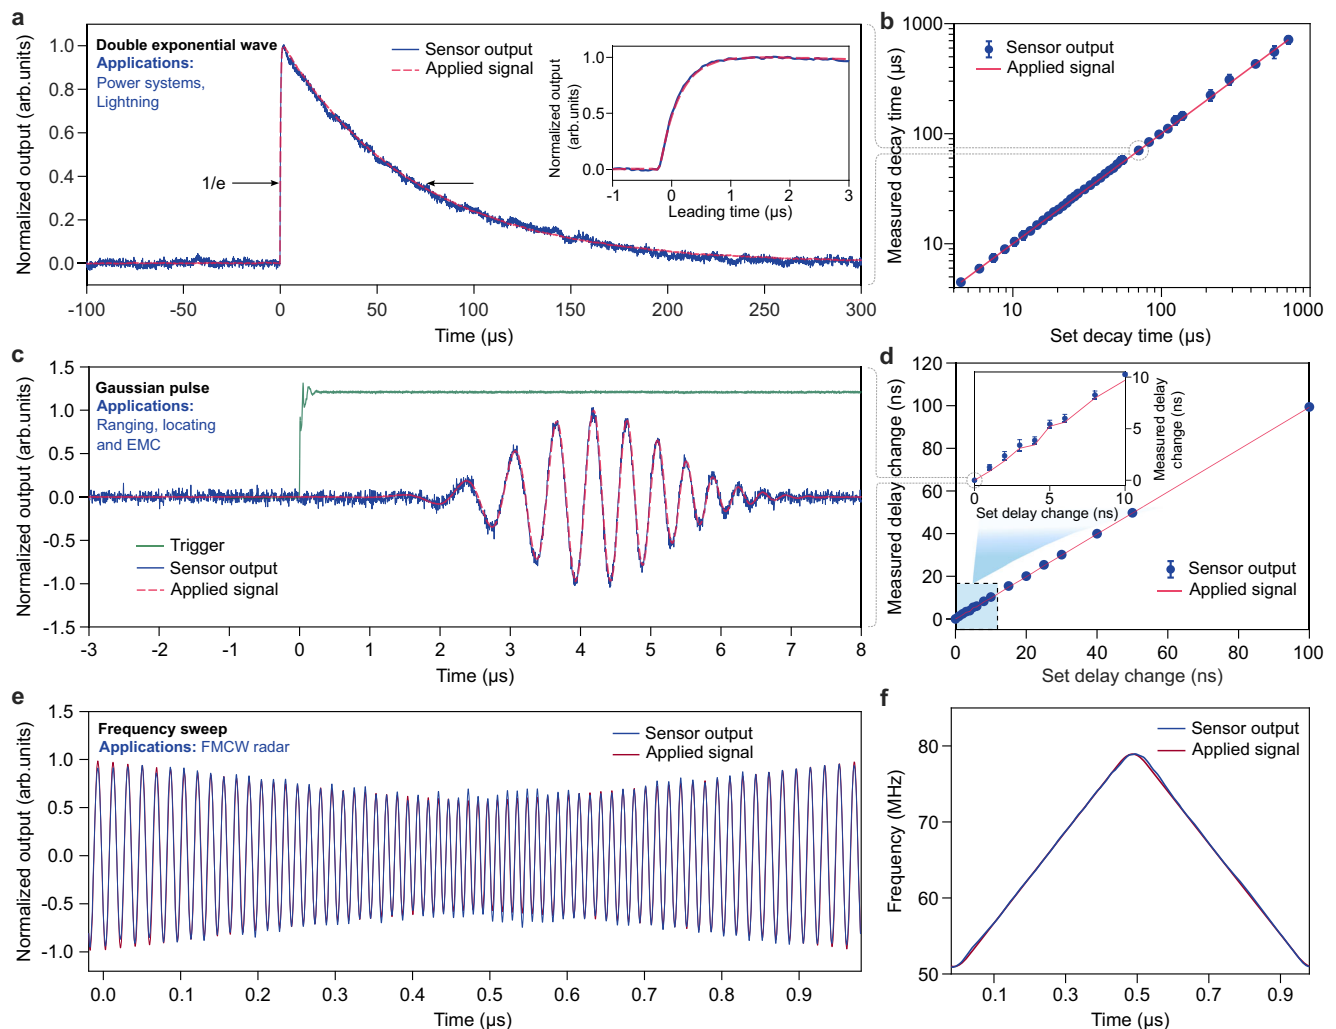 a
Normalized output (arb.units)
1.0
0.8
0.6
0.4
0.2
0.0
Double exponential wave
Applications:
Power systems,
Lightning
Sensor output
Applied signal
1/e
-100
-50
0
50
100
150
200
250
300
Time (µs)
Normalized output
(arb.units)
1.0
0.5
0.0
-1
0
1
2
3
Leading time (µs)
b
Measured decay time (µs)
1000
100
10
Sensor output
Applied signal
10
100
1000
Set decay time (µs)
c
Normalized output (arb.units)
1.5
1.0
0.5
0.0
-0.5
-1.0
-1.5
Gaussian pulse
Applications:
Ranging, locating
and EMC
Trigger
Sensor output
Applied signal
-3
-2
-1
0
1
2
3
4
5
6
7
8
Time (µs)
d
Measured delay change (ns)
120
100
80
60
40
20
0
10
5
0
Measured delay
change (ns)
0
5
10
Set delay change (ns)
Sensor output
Applied signal
0
20
40
60
80
100
Set delay change (ns)
e
Normalized output (arb.units)
1.5
1.0
0.5
0.0
-0.5
-1.0
Frequency sweep
Applications: FMCW radar
Sensor output
Applied signal
0.0
0.1
0.2
0.3
0.4
0.5
0.6
0.7
0.8
0.9
Time (µs)
f
Frequency (MHz)
80
70
60
50
Sensor output
Applied signal
0.1
0.3
0.5
0.7
0.9
Time (µs)